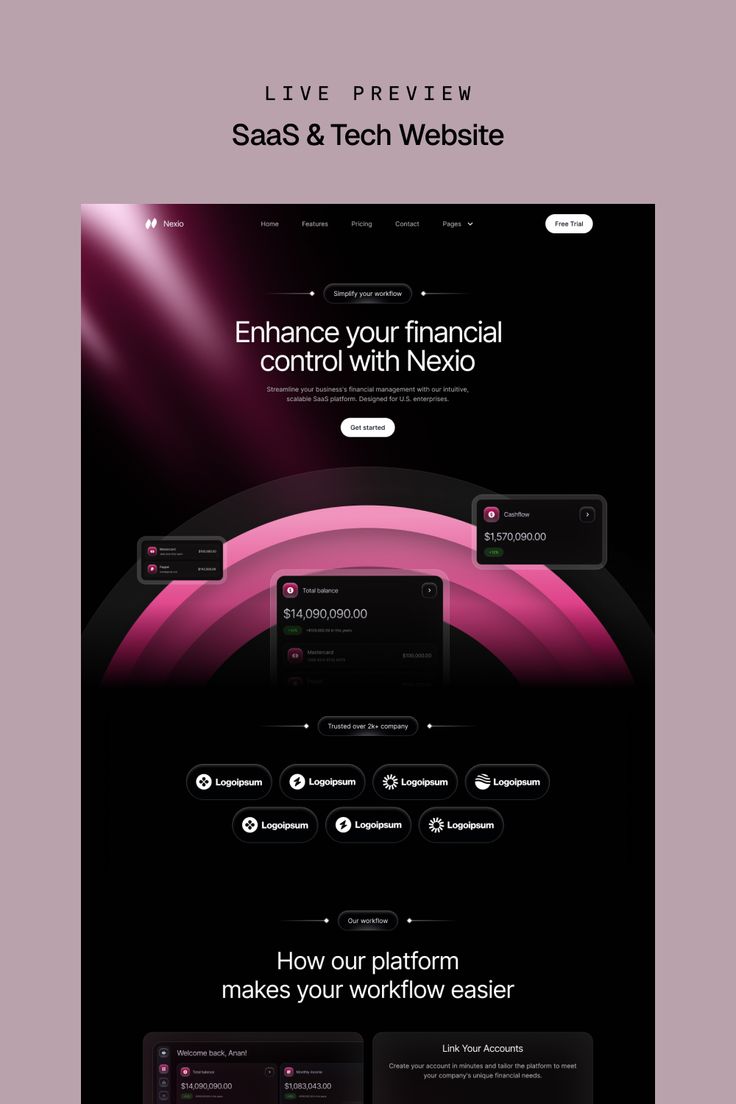 LIVE PREVIEW
SaaS & Tech Website
Nexio
Home
Features
Pricing
Contact
Pages
Free Trial
Simplify your workflow
Enhance your financial
control with Nexio
Streamline your business's financial management with our intuitive,
scalable SaaS platform. Designed for U.S. enterprises.
Get started
Cashflow
$1,570,090.00
Mastercard
Paypal
Total balance
$14,090,090.00
Mastercard
$100,000.00
Trusted over 2k+ company
Logoipsum
Logoipsum
Logoipsum
Logoipsum
Logoipsum
Logoipsum
Logoipsum
Our workflow
How our platform
makes your workflow easier
Welcome back, Anan!
Total balance
$14,090,090.00
Monthly income
$1,083,043.00
Link Your Accounts
Create your account in minutes and tailor the platform to meet
your company's unique financial needs.